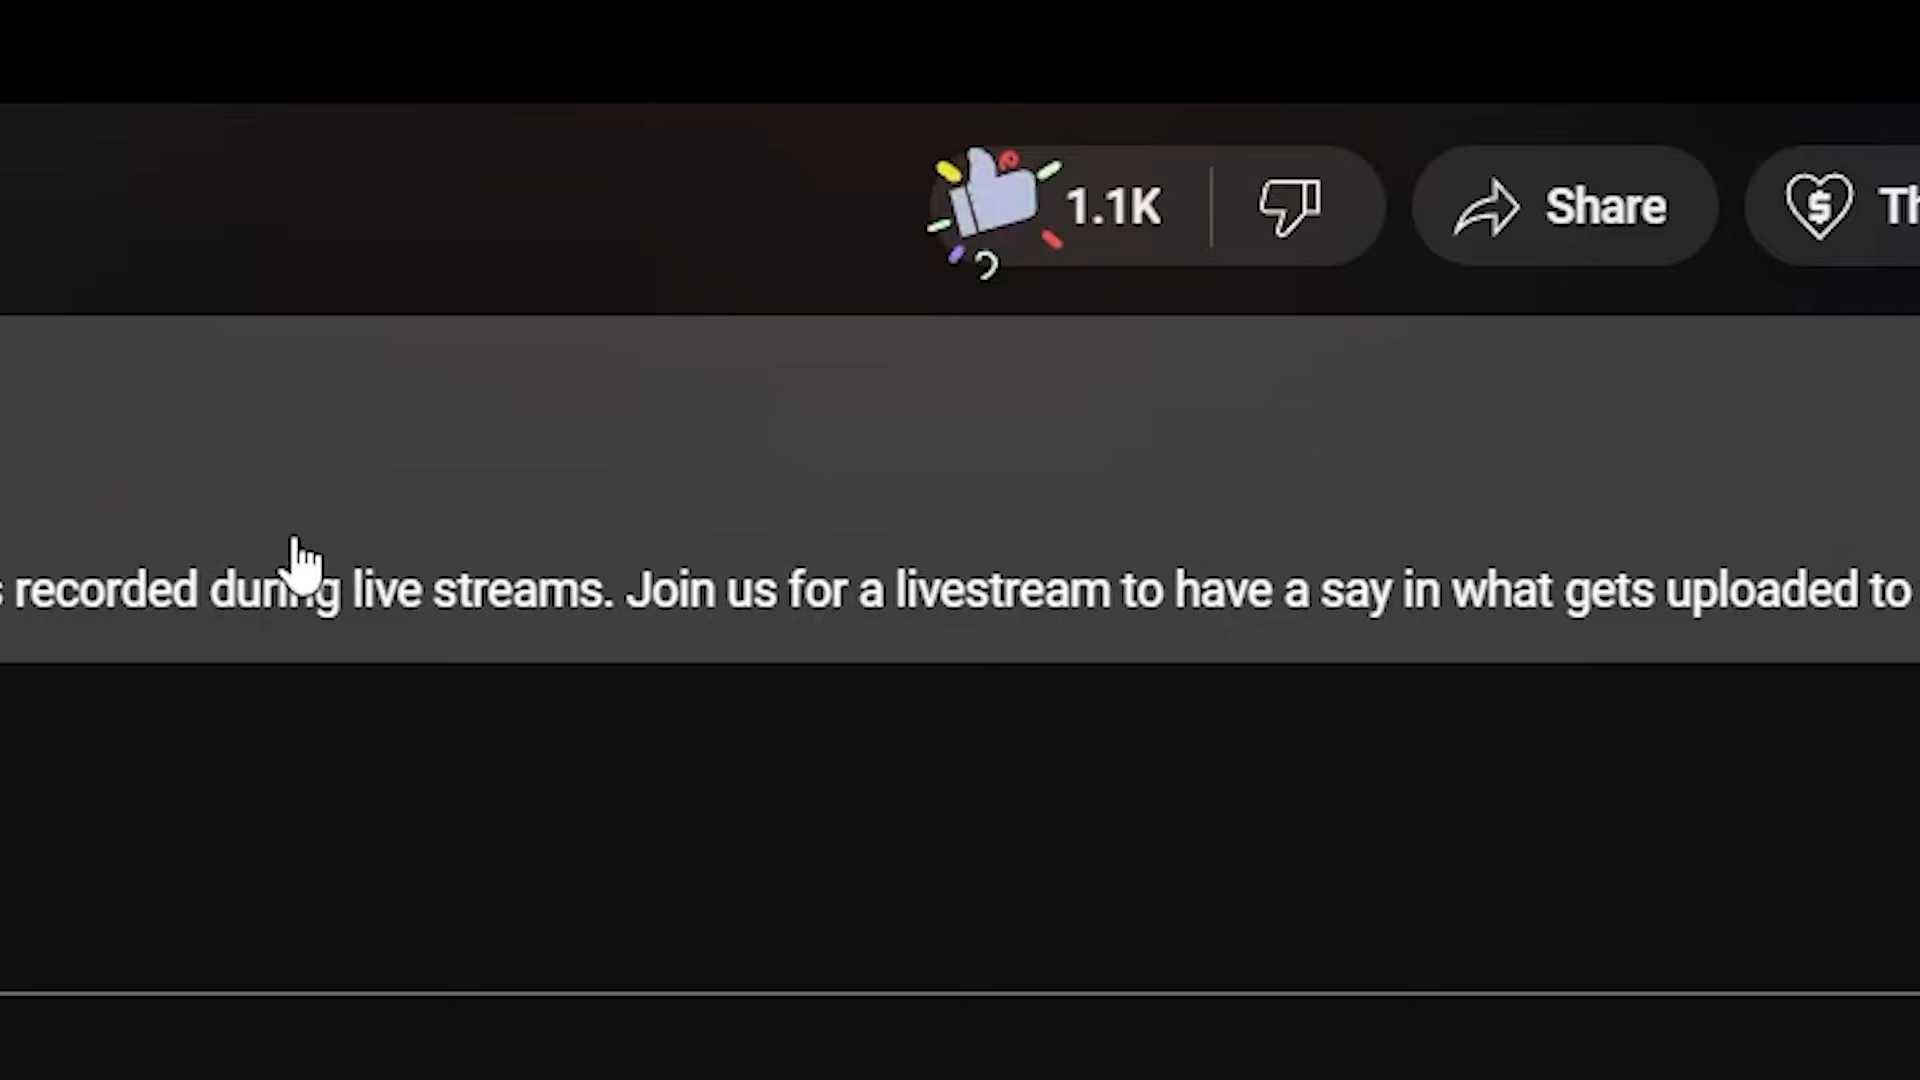 1.1K
Share
recorded during live streams. Join us for a livestream to have a say in what gets uploaded to